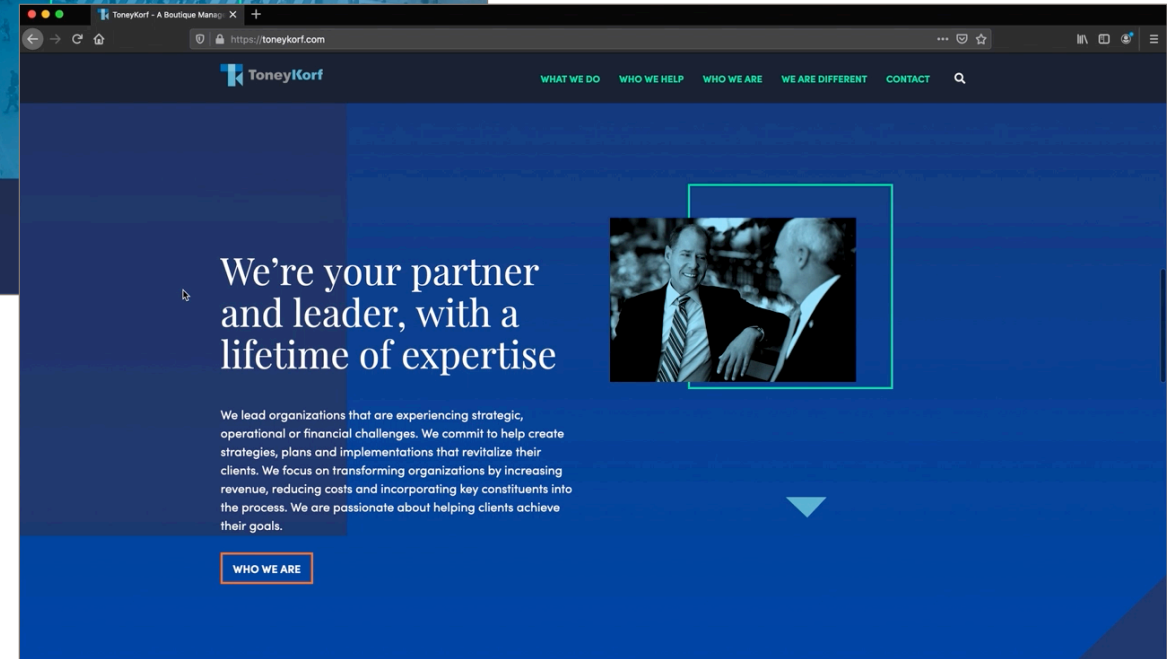 ToneyKorf - A Boutique Manag
https://toneykorf.com
ToneyKorf
WHAT WE DO WHO WE HELP WHO WE ARE WE ARE DIFFERENT CONTACT
We’re your partner
and leader, with a
lifetime of expertise
We lead organizations that are experiencing strategic,
operational or financial challenges. We commit to help create
strategies, plans and implementations that revitalize their
clients. We focus on transforming organizations by increasing
revenue, reducing costs and incorporating key constituents into
the process. We are passionate about helping clients achieve
their goals.
WHO WE ARE